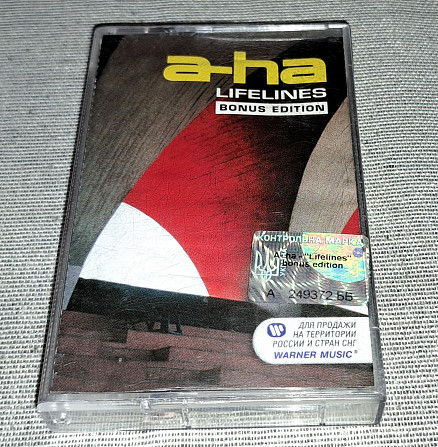 a-ha
LIFELINES
BONUS EDITION
КОНТРОЛЬНА МАРКА
A-ha - "Lifelines"
bonus edition
А 249372 ББ
ДЛЯ ПРОДАЖИ
НА ТЕРРИТОРИИ
РОССИИ И СТРАН СНГ
WARNER MUSIC®